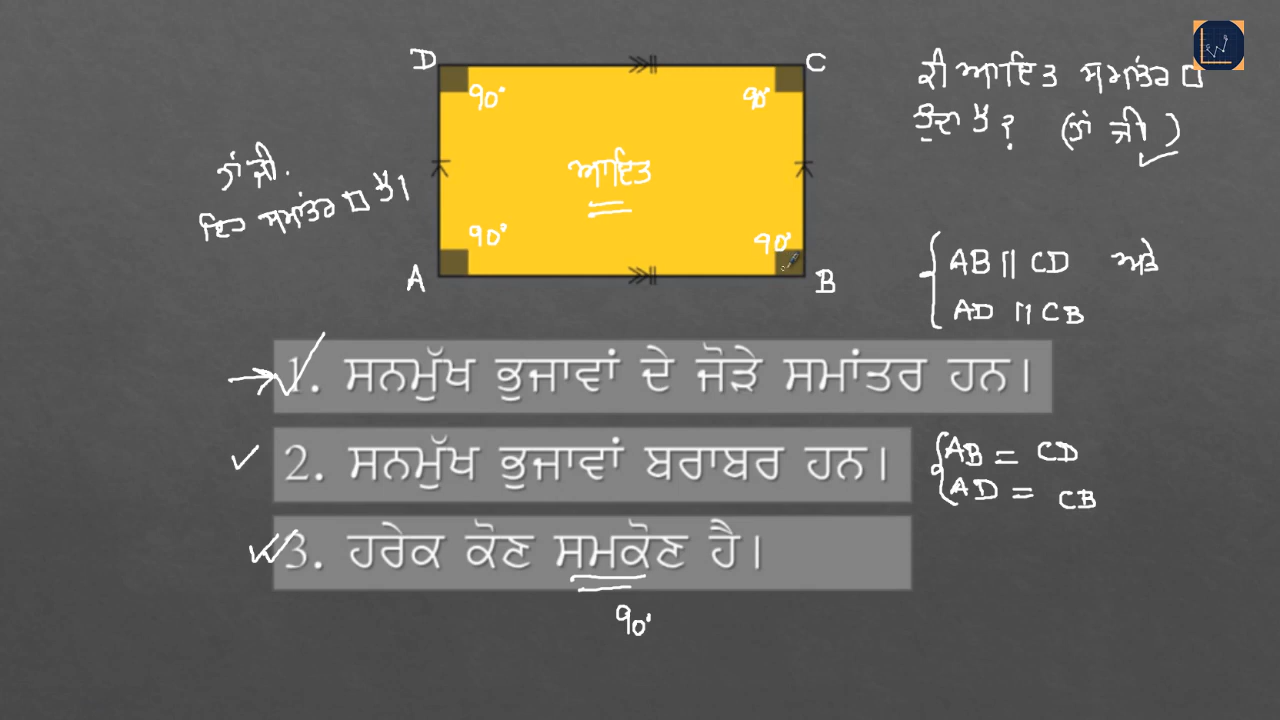 D
C
90°
90°
ਆਇਤ
90°
90°
A
B
ਹਾਂ ਜੀ.
ਇਹ ਸਮਾਂਤਰ □ ਹੈ।
ਕੀ ਆਇਤ ਸਮਾਂਤਰ □
ਹੁੰਦਾ ਹੈ? (ਹਾਂ ਜੀ।)
AB || CD ਅਤੇ
AD || CB
1. ਸਨਮੁੱਖ ਭੁਜਾਵਾਂ ਦੇ ਜੋੜੇ ਸਮਾਂਤਰ ਹਨ।
2. ਸਨਮੁੱਖ ਭੁਜਾਵਾਂ ਬਰਾਬਰ ਹਨ।
AB = CD
AD = CB
3. ਹਰੇਕ ਕੋਣ ਸਮਕੋਣ ਹੈ।
90°